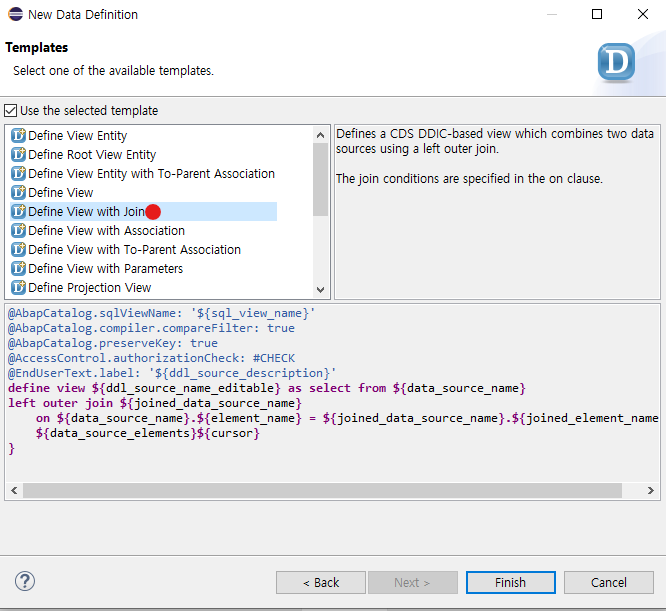 New Data Definition
Templates
Select one of the available templates.
D
Use the selected template
Define View Entity
Define Root View Entity
Define View Entity with To-Parent Association
Define View
Define View with Join
Define View with Association
Define View with To-Parent Association
Define View with Parameters
Define Projection View
Defines a CDS DDIC-based view which combines two data
sources using a left outer join.
The join conditions are specified in the on clause.
@AbapCatalog.sqlViewName: '${sql_view_name}'
@AbapCatalog.compiler.compareFilter: true
@AbapCatalog.preserveKey: true
@AccessControl.authorizationCheck: #CHECK
@EndUserText.label: '${ddl_source_description}'
define view ${ddl_source_name_editable} as select from ${data_source_name}
left outer join ${joined_data_source_name}
on ${data_source_name}.${element_name} = ${joined_data_source_name}.${joined_element_name
${data_source_elements}${cursor}
}
?
< Back
Next >
Finish
Cancel